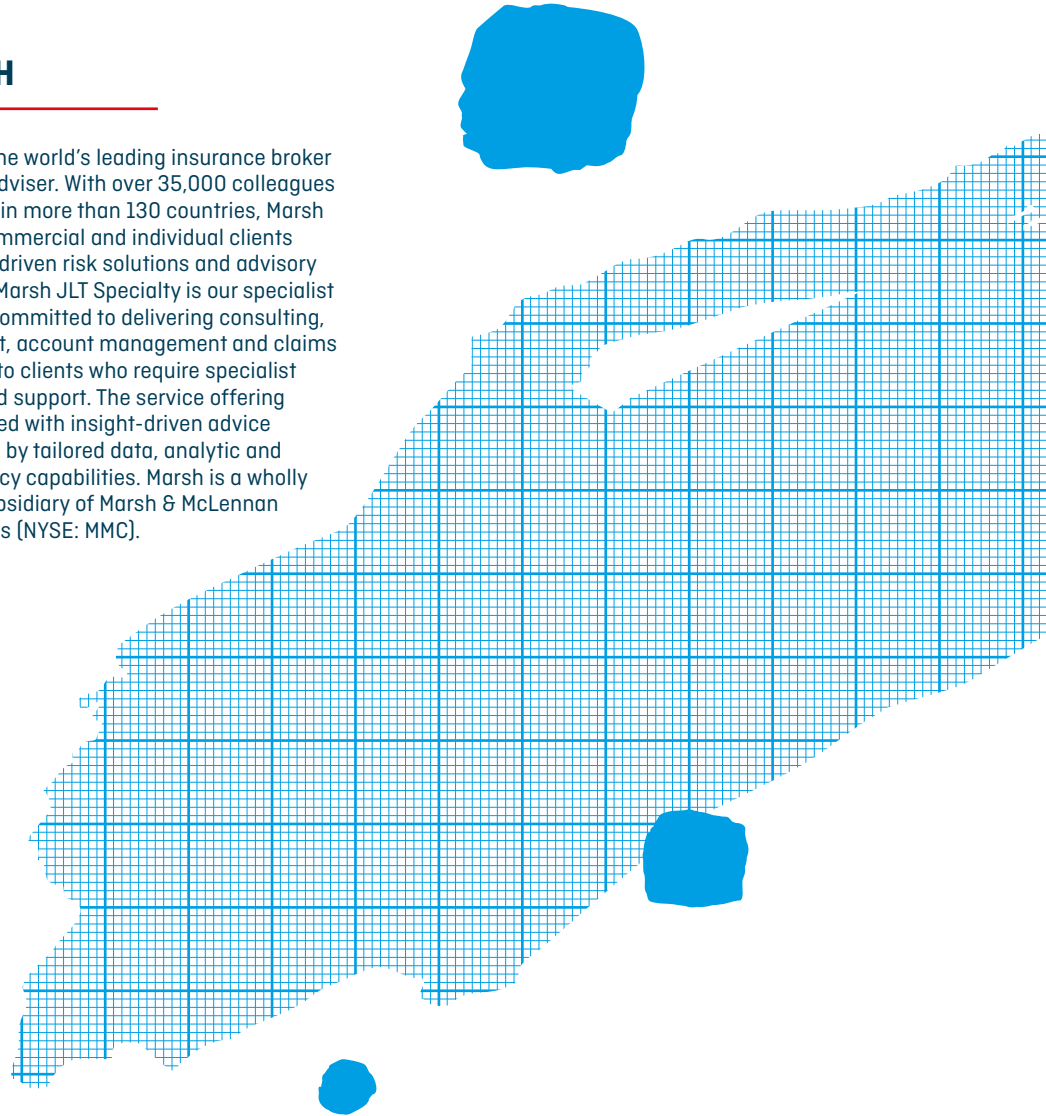 H
he world's leading insurance broker
dviser. With over 35,000 colleagues
in more than 130 countries, Marsh
mmercial and individual clients
driven risk solutions and advisory
Marsh JLT Specialty is our specialist
ommitted to delivering consulting,
t, account management and claims
to clients who require specialist
d support. The service offering
ed with insight-driven advice
by tailored data, analytic and
cy capabilities. Marsh is a wholly
bsidiary of Marsh & McLennan
s (NYSE: MMC).